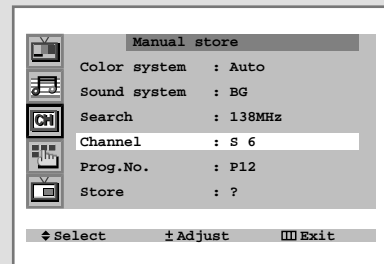 Manual store
Color system : Auto
Sound system : BG
CH
Search : 138MHz
Channel : S 6
Prog.No. : P12
Store : ?
Select ± Adjust Exit